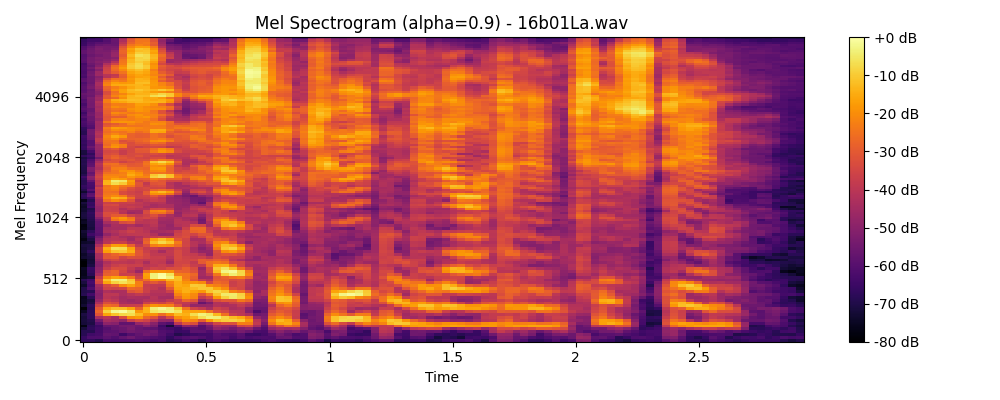 Mel Spectrogram (alpha=0.9) - 16b01La.wav
Mel Frequency
4096
2048
1024
512
0
0
0.5
1
1.5
2
2.5
Time
+0 dB
-10 dB
-20 dB
-30 dB
-40 dB
-50 dB
-60 dB
-70 dB
-80 dB